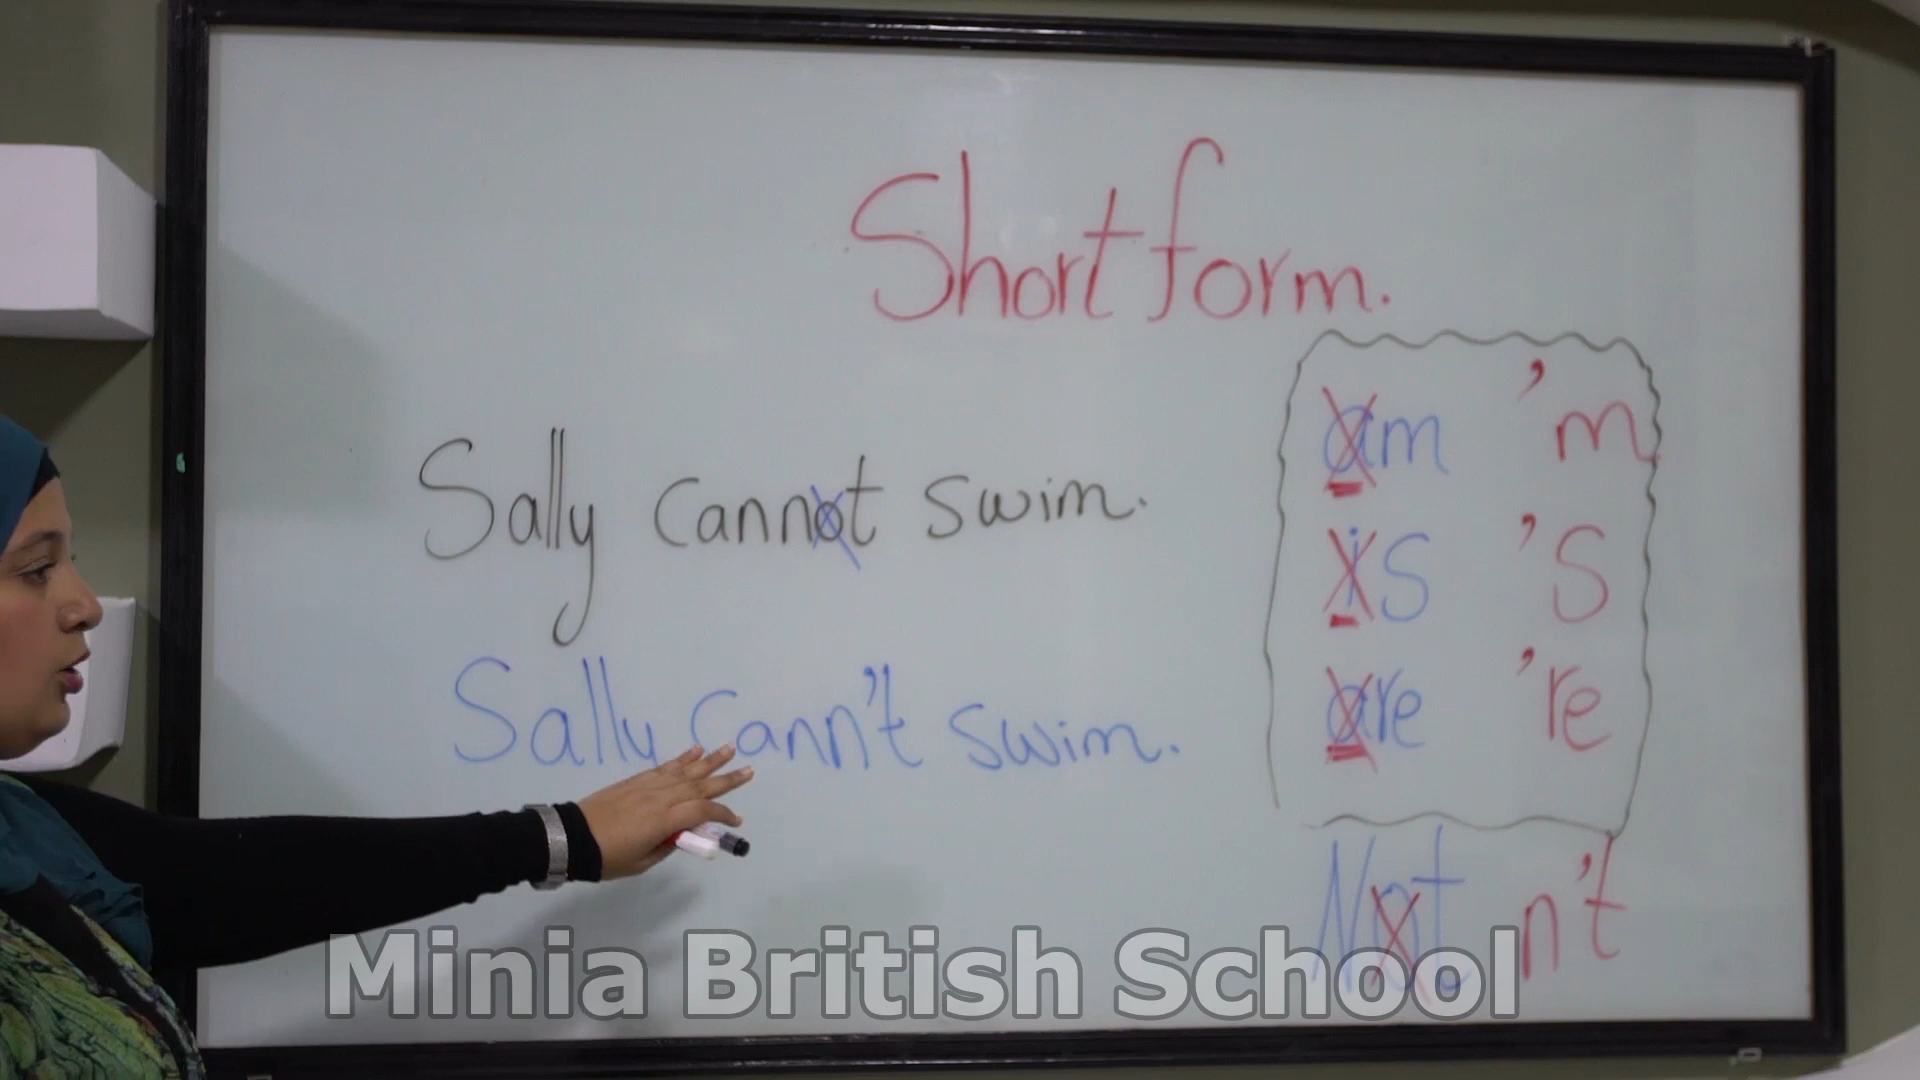 Short form.
am 'm
Sally cannot swim.
is 's
Sally cann't swim.
are 're
Not n't
Minia British School